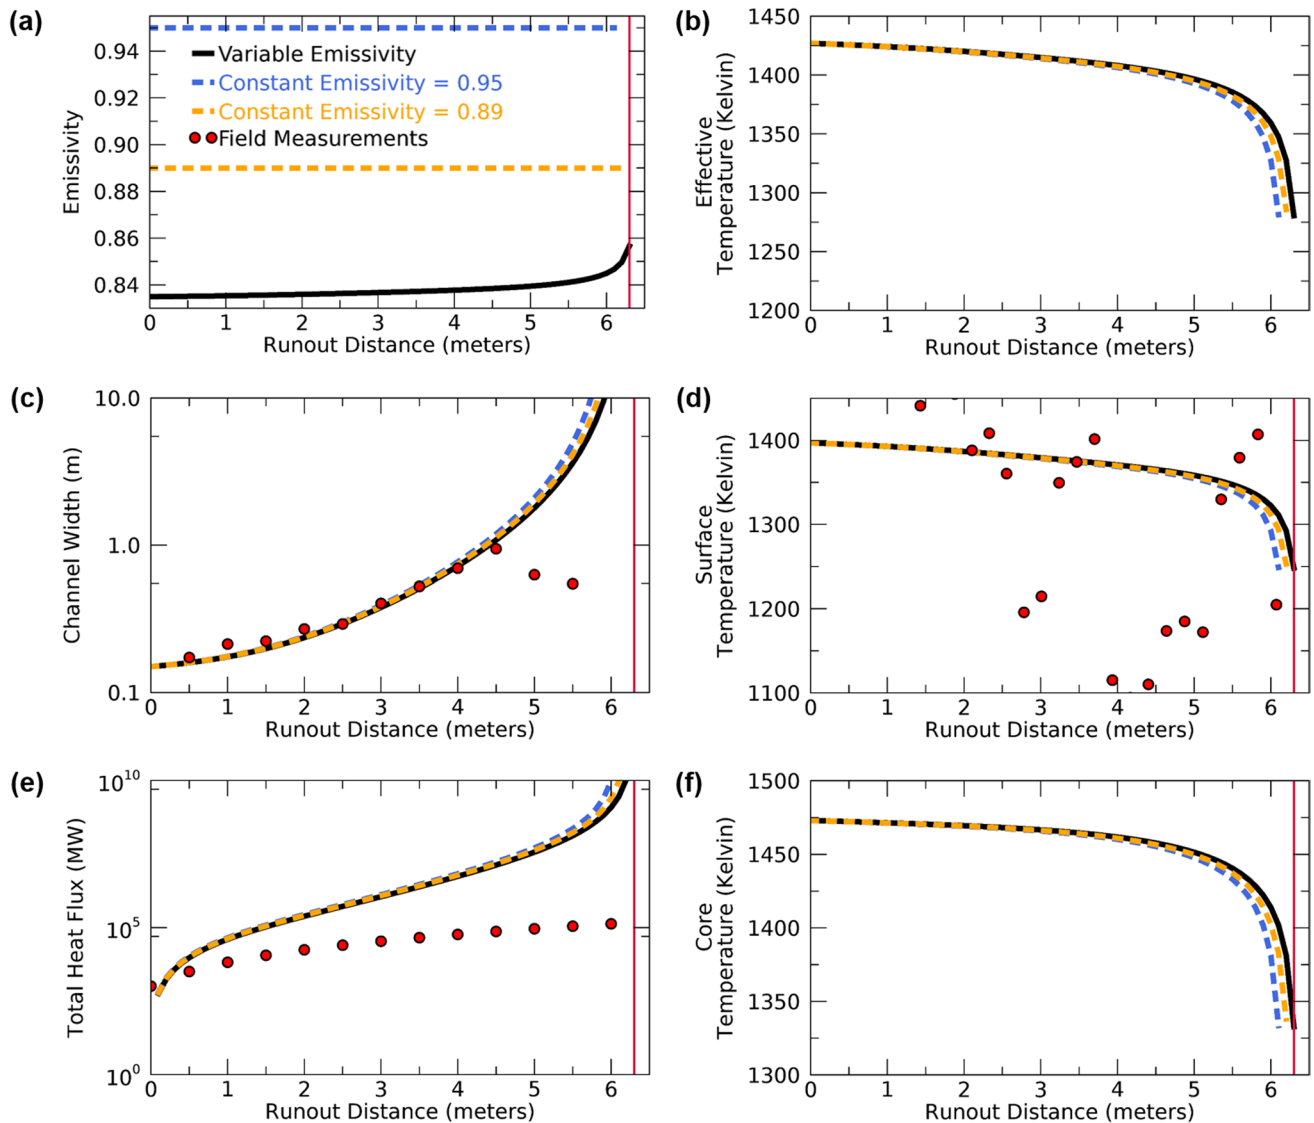 (a)
0.94
0.92
0.90
0.88
0.86
0.84
Emissivity
Variable Emissivity
Constant Emissivity = 0.95
Constant Emissivity = 0.89
Field Measurements
0 1 2 3 4 5 6
Runout Distance (meters)
(b)
1450
1400
1350
1300
1250
1200
Effective
Temperature (Kelvin)
0 1 2 3 4 5 6
Runout Distance (meters)
(c)
10.0
1.0
0.1
Channel Width (m)
0 1 2 3 4 5 6
Runout Distance (meters)
(d)
1400
1300
1200
1100
Surface
Temperature (Kelvin)
0 1 2 3 4 5 6
Runout Distance (meters)
(e)
10^10
10^5
10^0
Total Heat Flux (MW)
0 1 2 3 4 5 6
Runout Distance (meters)
(f)
1500
1450
1400
1350
1300
Core
Temperature (Kelvin)
0 1 2 3 4 5 6
Runout Distance (meters)